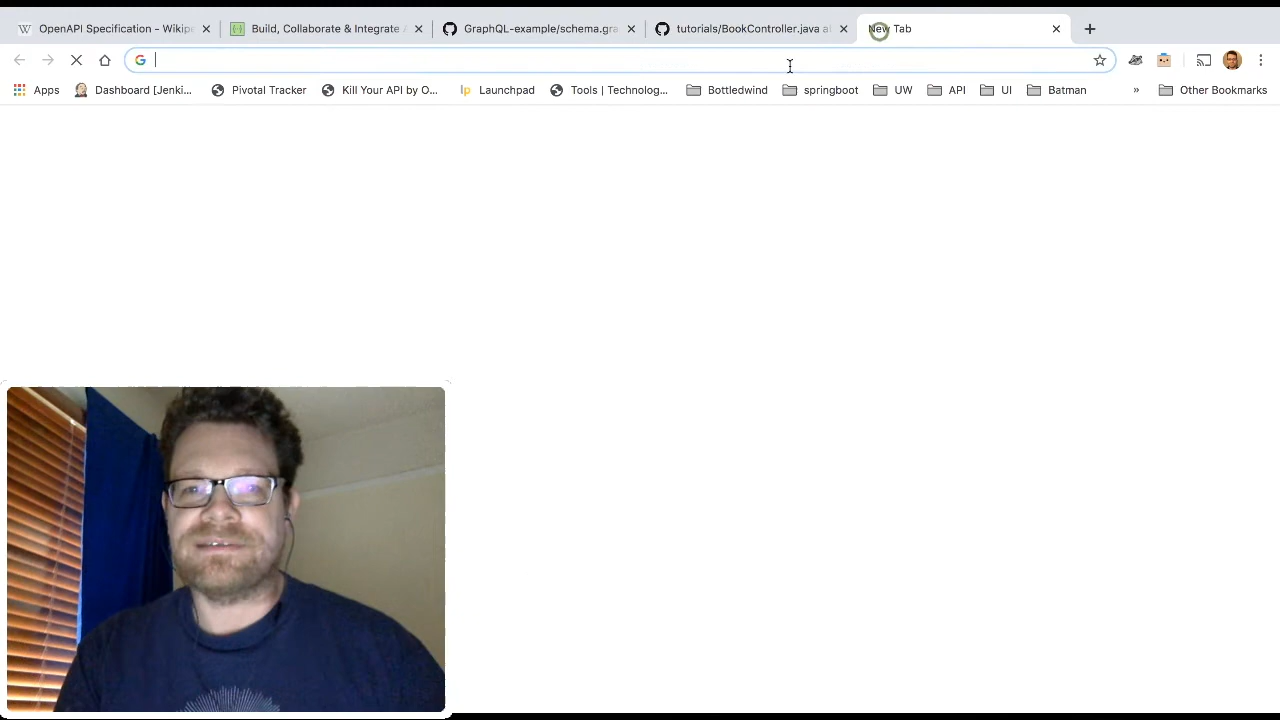 OpenAPI Specification - Wikip
Build, Collaborate & Integrate
GraphQL-example/schema.gra
tutorials/BookController.java a
New Tab
Apps
Dashboard [Jenki...
Pivotal Tracker
Kill Your API by O...
lp Launchpad
Tools | Technolog...
Bottledwind
springboot
UW
API
UI
Batman
»
Other Bookmarks